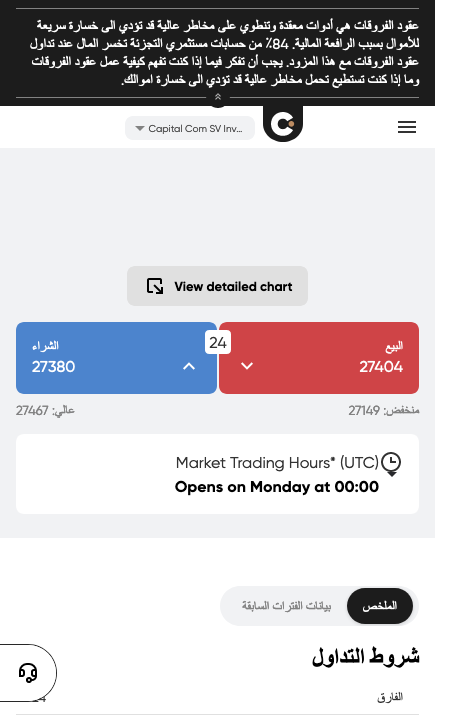 عقود الفروقات هي أدوات معقدة وتنطوي على مخاطر عالية قد تؤدي الى خسارة سريعة
للأموال بسبب الرافعة المالية. 84٪ من حسابات مستثمري التجزئة تخسر المال عند تداول
عقود الفروقات مع هذا المزود. يجب أن تفكر فيما إذا كنت تفهم كيفية عمل عقود الفروقات
وما إذا كنت تستطيع تحمل مخاطر عالية قد تؤدي الى خسارة اموالك.
Capital Com SV Inv...
View detailed chart
البيع
27404
24
الشراء
27380
منخفض: 27149
عالي: 27467
Market Trading Hours* (UTC)
Opens on Monday at 00:00
الملخص
بيانات الفترات السابقة
شروط التداول
الفارق